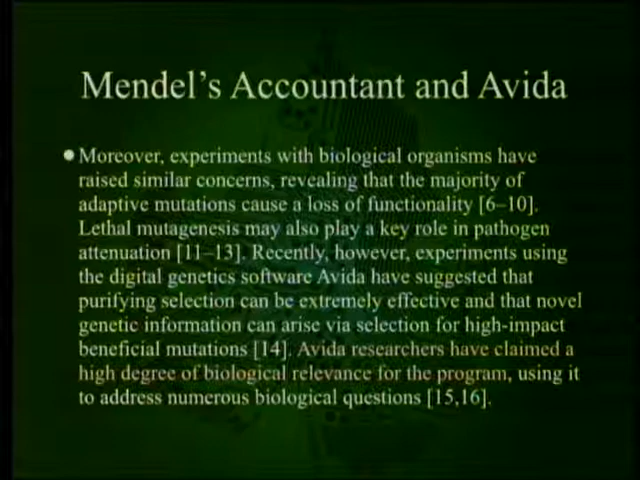 Mendel's Accountant and Avida
Moreover, experiments with biological organisms have
raised similar concerns, revealing that the majority of
adaptive mutations cause a loss of functionality [6–10].
Lethal mutagenesis may also play a key role in pathogen
attenuation [11–13]. Recently, however, experiments using
the digital genetics software Avida have suggested that
purifying selection can be extremely effective and that novel
genetic information can arise via selection for high-impact
beneficial mutations [14]. Avida researchers have claimed a
high degree of biological relevance for the program, using it
to address numerous biological questions [15,16].